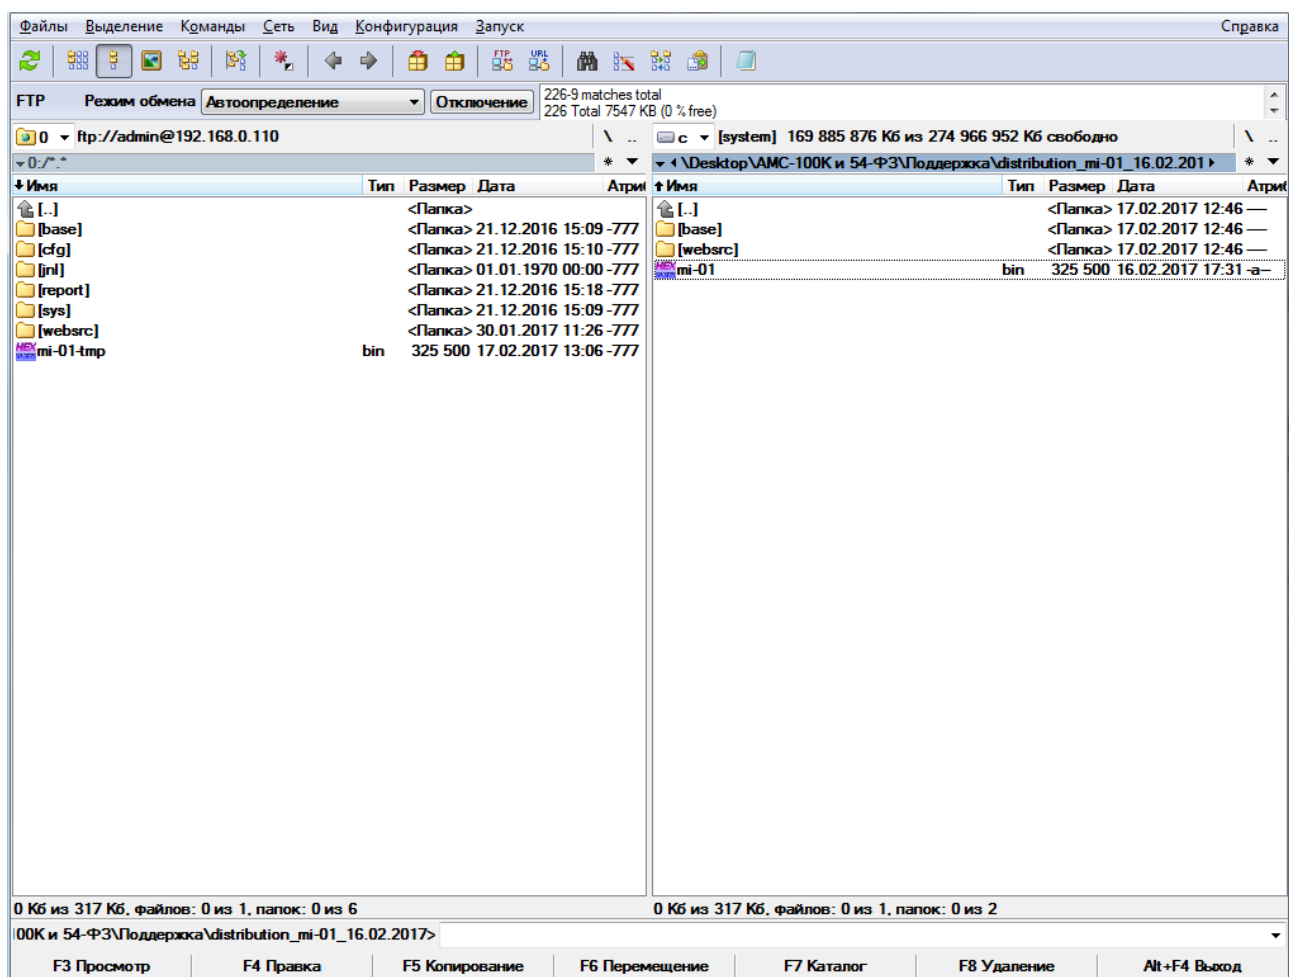 Файлы Выделение Команды Сеть Вид Конфигурация Запуск Справка
FTP URL
FTP Режим обмена Автоопределение Отключение
226-9 matches total
226 Total 7547 KB (0 % free)
0 ftp://admin@192.168.0.110 \ ..
0:/*.* *
Имя Тип Размер Дата Атри
[..] <Папка>
[base] <Папка> 21.12.2016 15:09 -777
[cfg] <Папка> 21.12.2016 15:10 -777
[jnl] <Папка> 01.01.1970 00:00 -777
[report] <Папка> 21.12.2016 15:18 -777
[sys] <Папка> 21.12.2016 15:09 -777
[websrc] <Папка> 30.01.2017 11:26 -777
HEX mi-01-tmp bin 325 500 17.02.2017 13:06 -777
0 Кб из 317 Кб, файлов: 0 из 1, папок: 0 из 6
c [system] 169 885 876 Кб из 274 966 952 Кб свободно \ ..
\Desktop\АМС-100К и 54-ФЗ\Поддержка\distribution_mi-01_16.02.201 *
Имя Тип Размер Дата Атриб
[..] <Папка> 17.02.2017 12:46 ----
[base] <Папка> 17.02.2017 12:46 ----
[websrc] <Папка> 17.02.2017 12:46 ----
HEX mi-01 bin 325 500 16.02.2017 17:31 -a--
0 Кб из 317 Кб, файлов: 0 из 1, папок: 0 из 2
00К и 54-ФЗ\Поддержка\distribution_mi-01_16.02.2017>
F3 Просмотр F4 Правка F5 Копирование F6 Перемещение F7 Каталог F8 Удаление Alt+F4 Выход